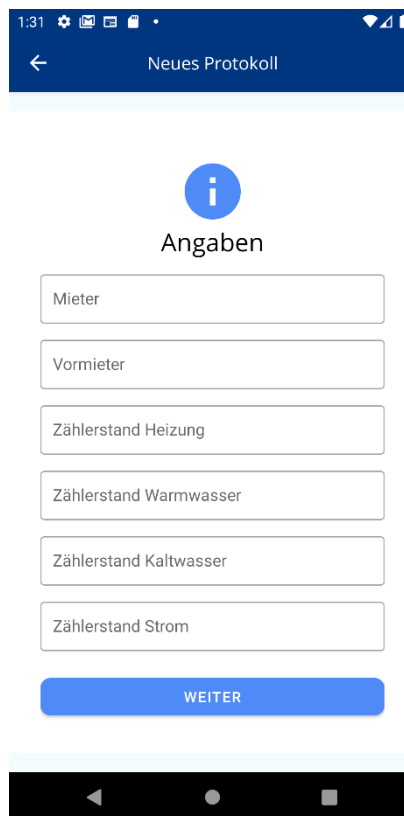 1:31
Neues Protokoll
i
Angaben
Mieter
Vormieter
Zählerstand Heizung
Zählerstand Warmwasser
Zählerstand Kaltwasser
Zählerstand Strom
WEITER